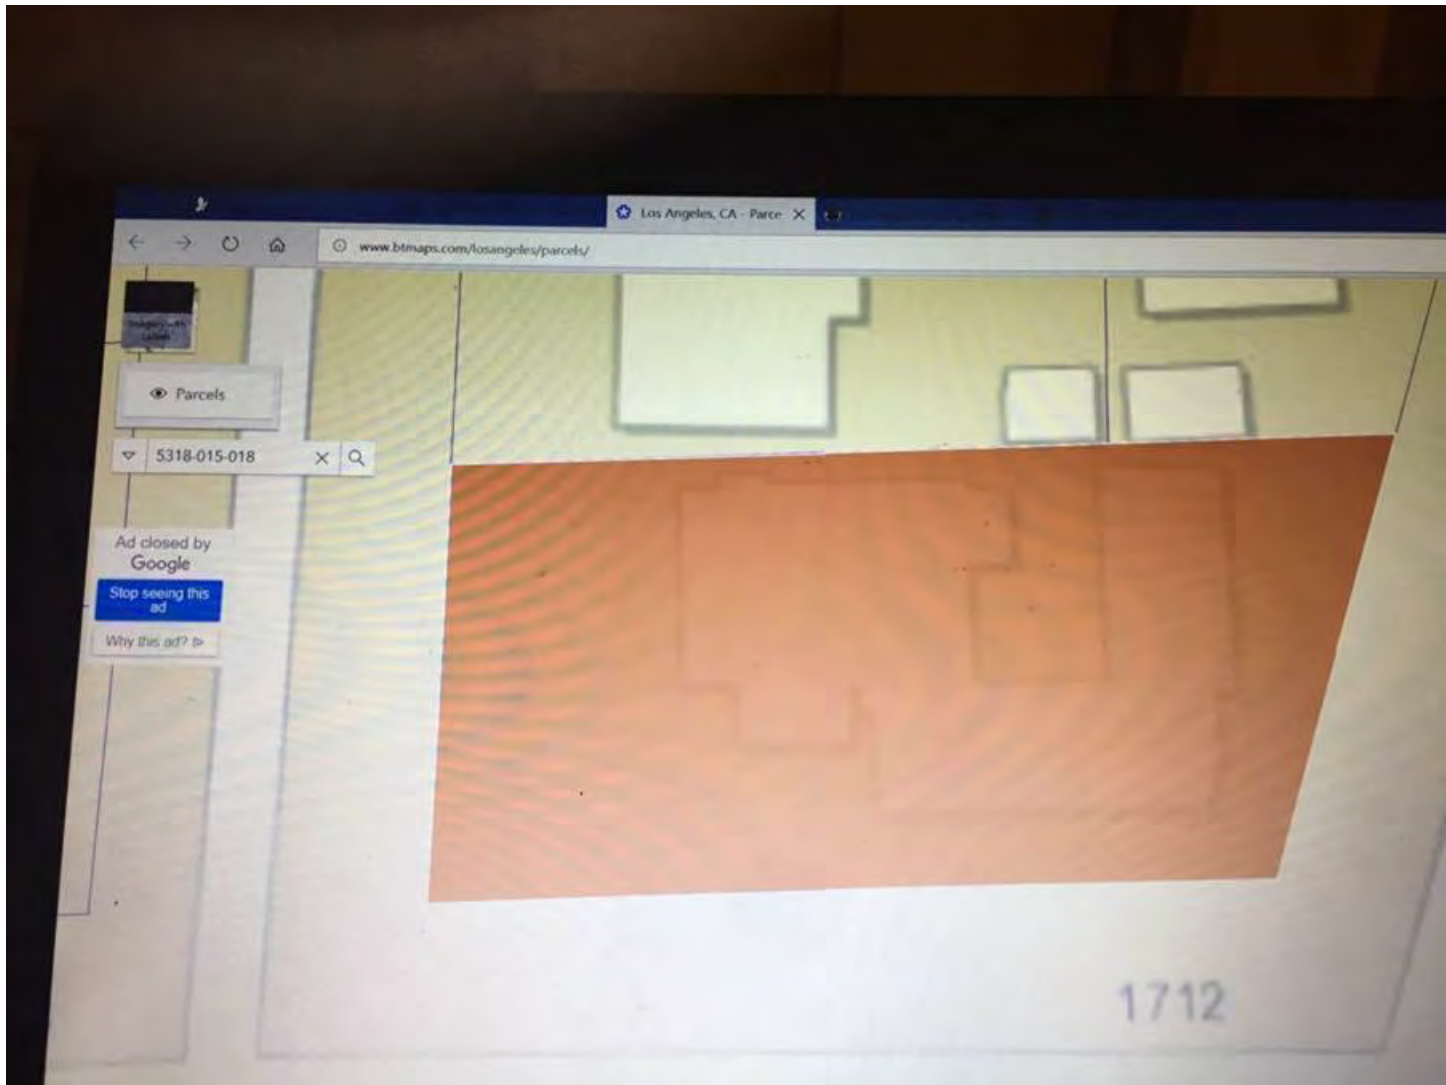 Los Angeles, CA - Parce
www.btmaps.com/losangeles/parcels/
Parcels
5318-015-018
Ad closed by
Google
Stop seeing this
ad
Why this ad?
1712